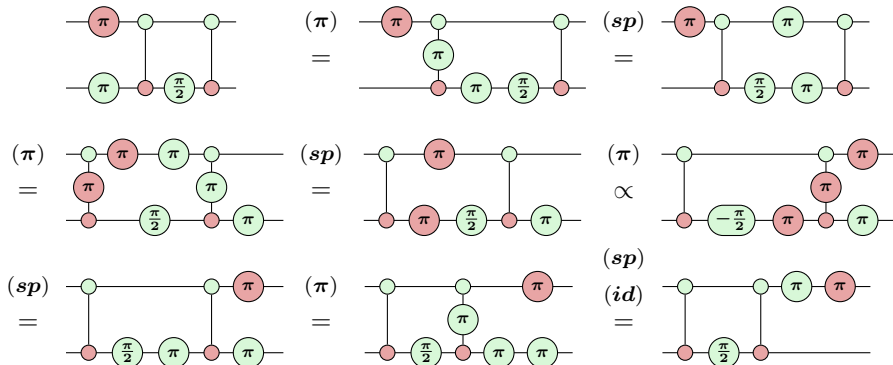 π (π) π (sp) π π
= π =
π π/2 π π/2 π/2 π
(π) π π (sp) π (π) π
= π π = ∝ π
π/2 π π π/2 π -π/2 π π
(sp)
(sp) π (π) π (id) π π
= = π =
π/2 π π π/2 π π π/2